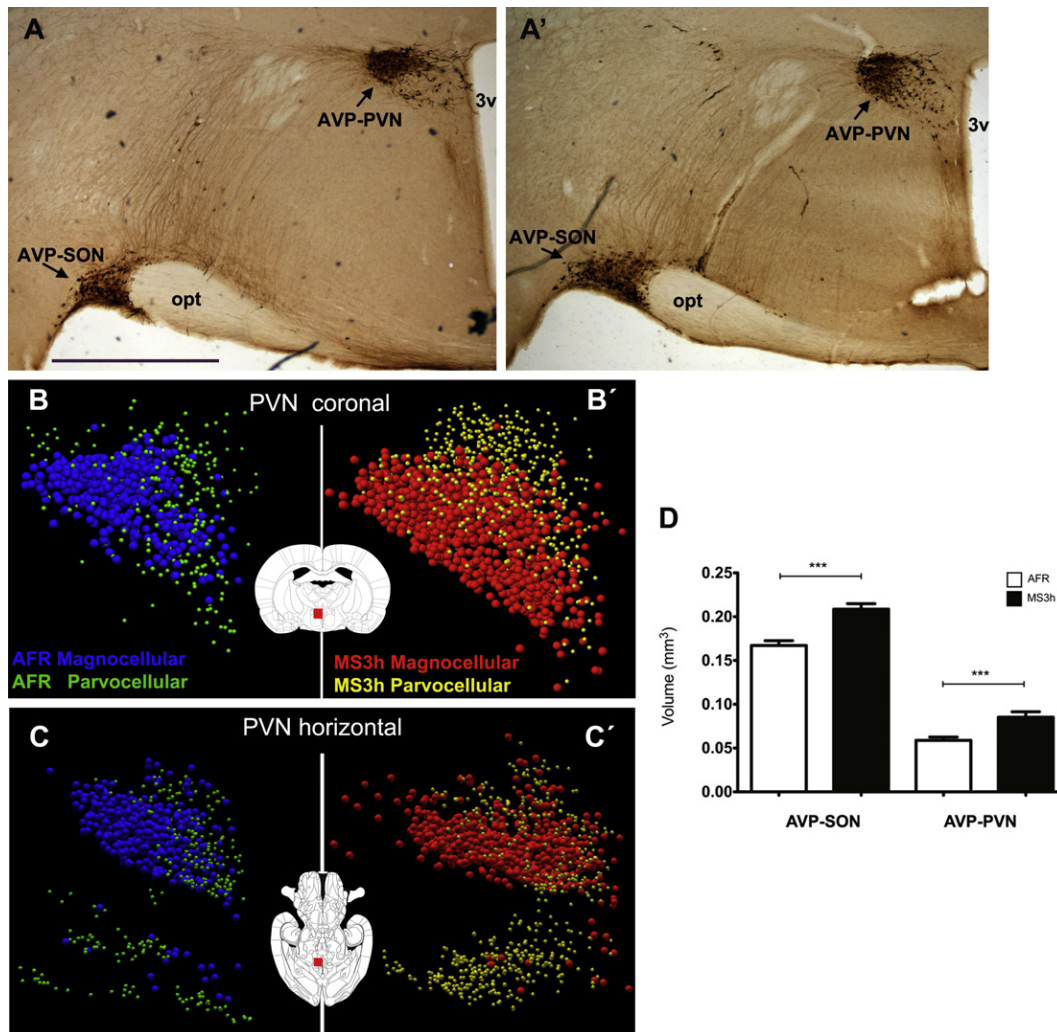 A
AVP-PVN
3v
AVP-SON
opt
A'
AVP-PVN
3v
AVP-SON
opt
B
PVN coronal
B´
AFR Magnocellular
AFR Parvocellular
MS3h Magnocellular
MS3h Parvocellular
C
PVN horizontal
C´
D
AFR
MS3h
Volume (mm³)
0.25
0.20
0.15
0.10
0.05
0.00
***
***
AVP-SON
AVP-PVN